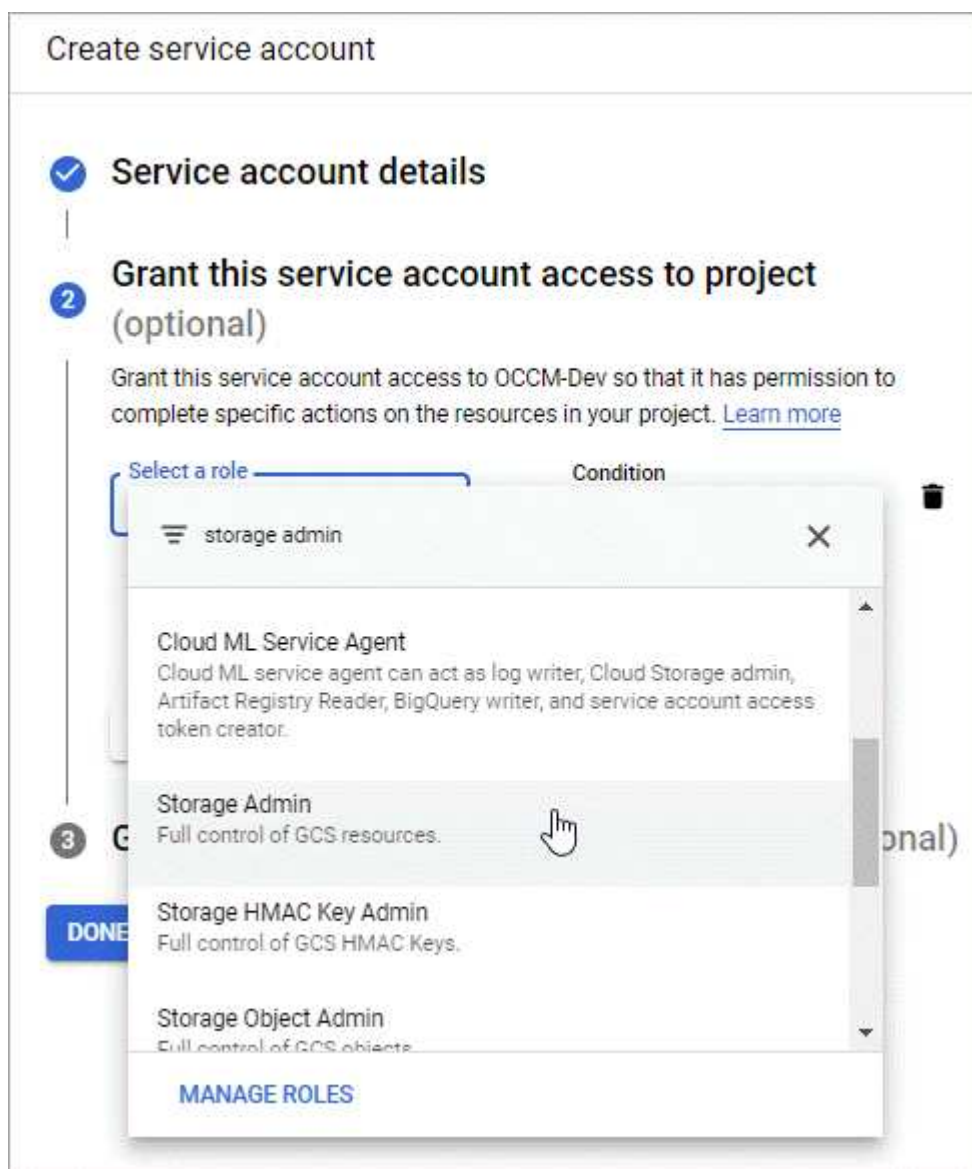 Create service account
Service account details
2
Grant this service account access to project
(optional)
Grant this service account access to OCCM-Dev so that it has permission to
complete specific actions on the resources in your project. Learn more
Select a role
Condition
storage admin
Cloud ML Service Agent
Cloud ML service agent can act as log writer, Cloud Storage admin,
Artifact Registry Reader, BigQuery writer, and service account access
token creator.
Storage Admin
Full control of GCS resources.
3
G
onal)
Storage HMAC Key Admin
Full control of GCS HMAC Keys.
DONE
Storage Object Admin
Full control of GCS objects
MANAGE ROLES